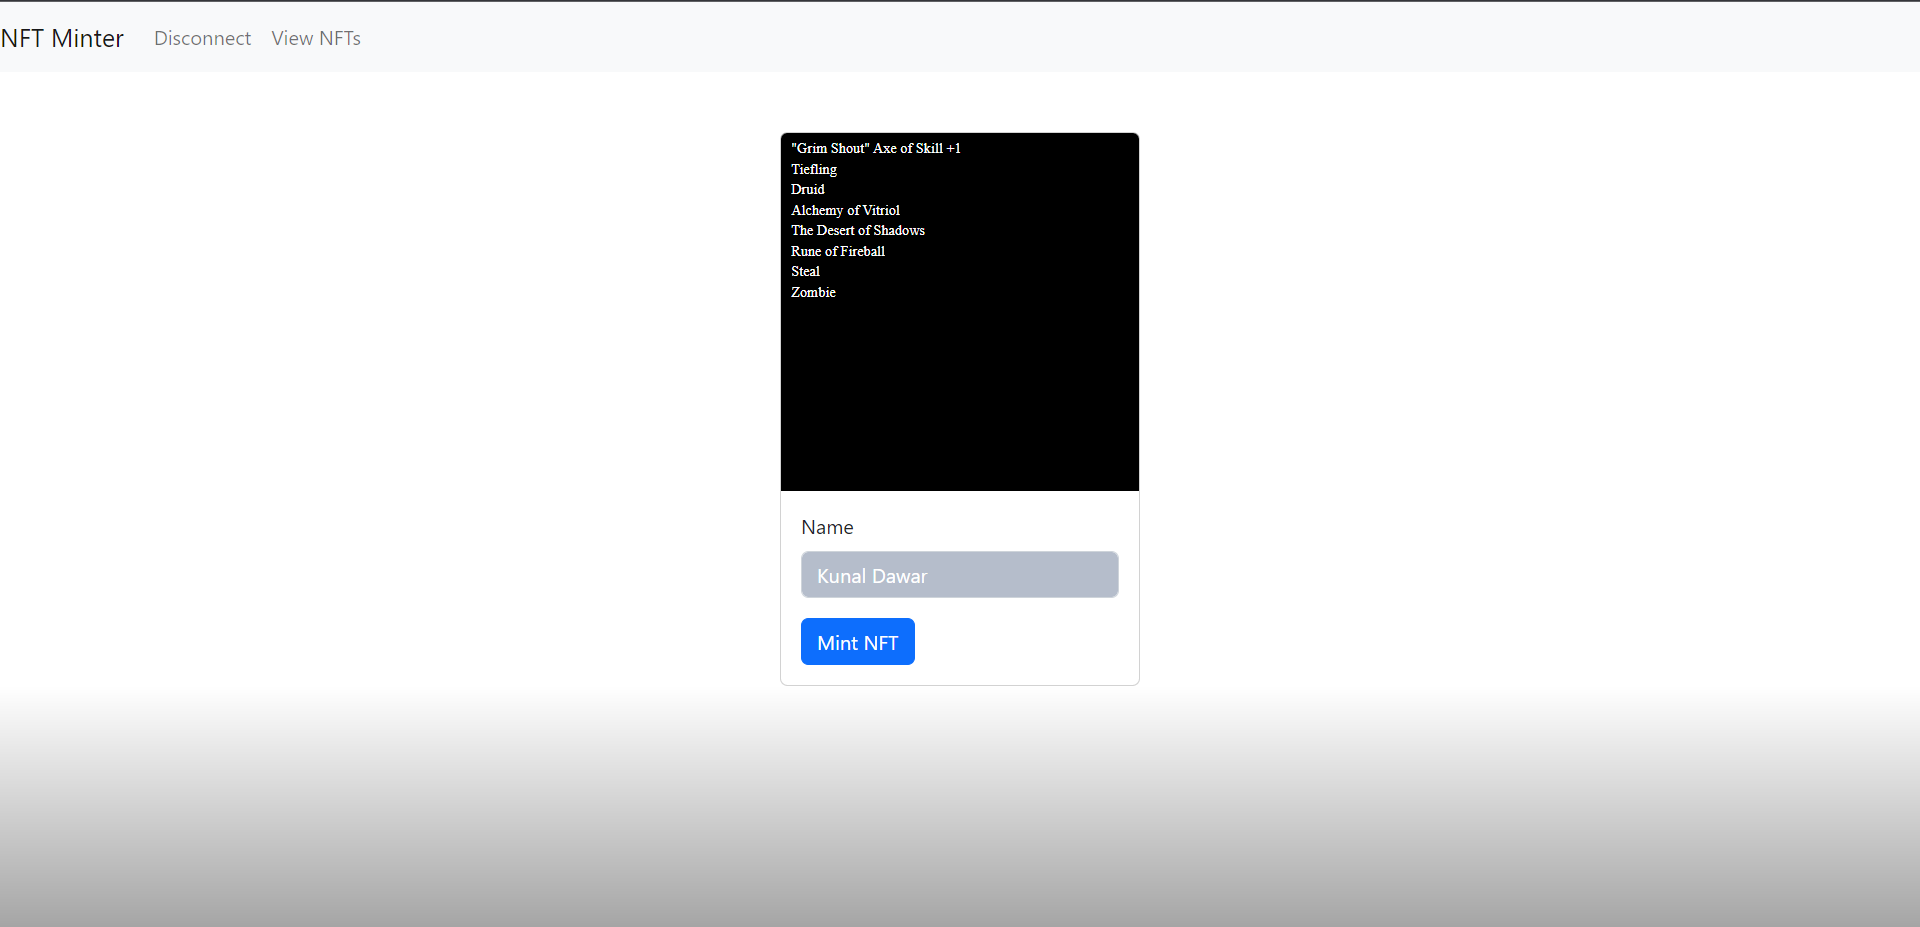 NFT Minter Disconnect View NFTs
"Grim Shout" Axe of Skill +1
Tiefling
Druid
Alchemy of Vitriol
The Desert of Shadows
Rune of Fireball
Steal
Zombie
Name
Kunal Dawar
Mint NFT